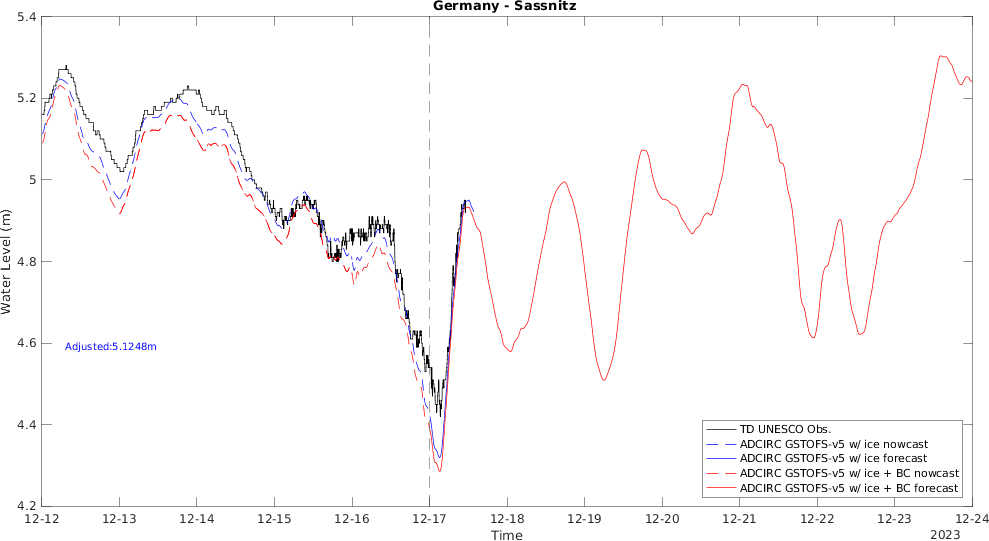 Germany - Sassnitz
5.4
5.2
5
4.8
4.6
4.4
4.2
Water Level (m)
Adjusted:5.1248m
TD UNESCO Obs.
ADCIRC GSTOFS-v5 w/ ice nowcast
ADCIRC GSTOFS-v5 w/ ice forecast
ADCIRC GSTOFS-v5 w/ ice + BC nowcast
ADCIRC GSTOFS-v5 w/ ice + BC forecast
12-12 12-13 12-14 12-15 12-16 12-17 12-18 12-19 12-20 12-21 12-22 12-23 12-24
Time
2023